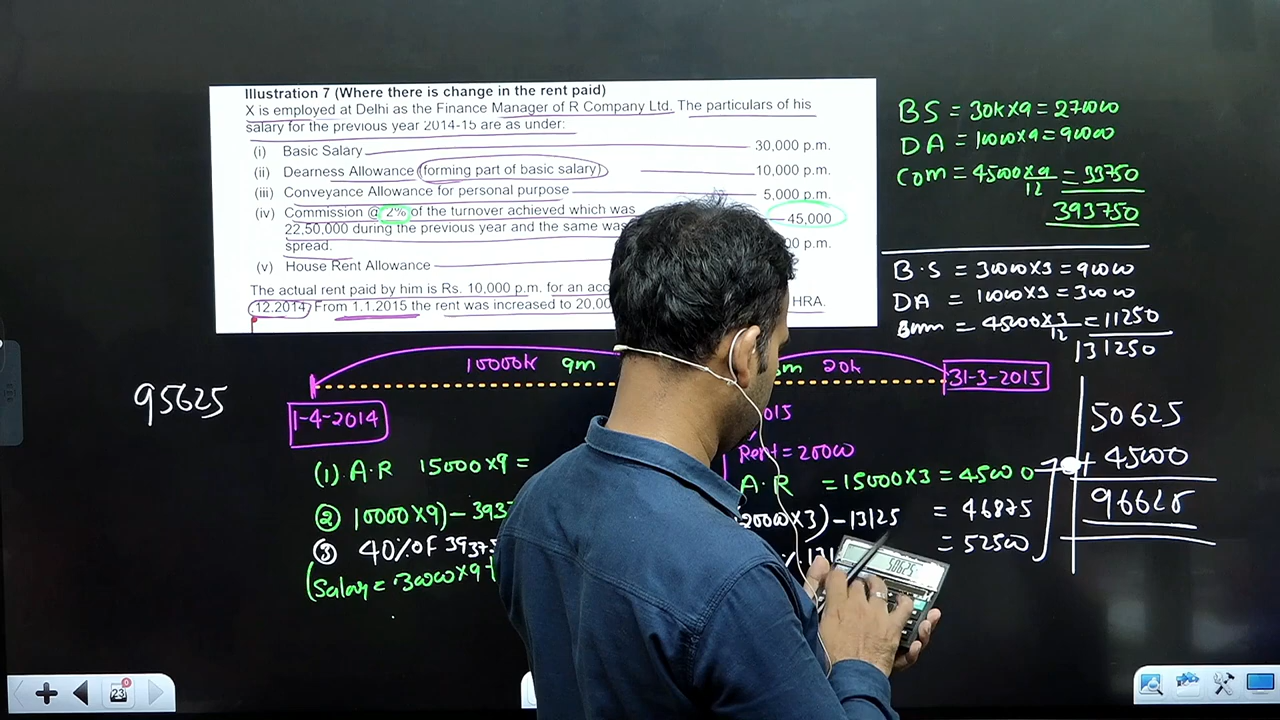 Illustration 7 (Where there is change in the rent paid)
X is employed at Delhi as the Finance Manager of R Company Ltd. The particulars of his
salary for the previous year 2014-15 are as under:
(i) Basic Salary 30,000 p.m.
(ii) Dearness Allowance (forming part of basic salary) 10,000 p.m.
(iii) Conveyance Allowance for personal purpose 5,000 p.m.
(iv) Commission @ 2% of the turnover achieved which was 45,000
22,50,000 during the previous year and the same was
spread. p.m.
(v) House Rent Allowance
The actual rent paid by him is Rs. 10,000 p.m. for an
.12.2014. From 1.1.2015 the rent was increased to HRA.
BS = 30K×9 = 270000
DA = 10000×9 = 90000
Com = 45000×9/12 = 33750
393750
B.S = 30000×3 = 90000
DA = 10000×3 = 30000
= 45000×3/12 = 11250
131250
10000k 9m
20k
1-4-2014
31-3-2015
95625
015
Rent = 20000
(1). A.R 15000×9 =
② 10000×9) -
③ 40% OF
(Salary = 30000×9+
A.R = 15000×3 = 45000
×3) - 13125 = 46875
= 52500
50625
+ 45000
96625
50625
23
0